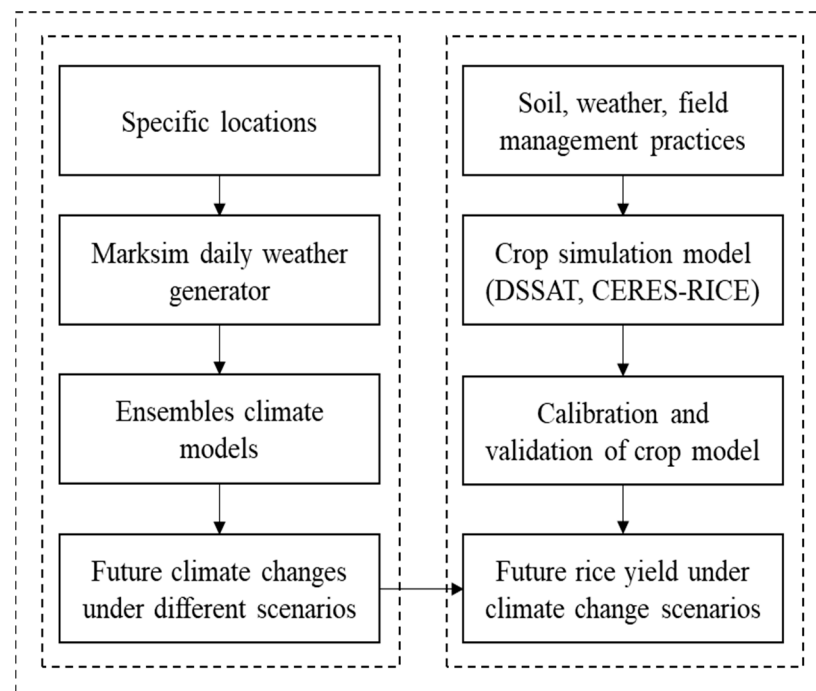 Specific locations
Marksim daily weather
generator
Ensembles climate
models
Future climate changes
under different scenarios
Soil, weather, field
management practices
Crop simulation model
(DSSAT, CERES-RICE)
Calibration and
validation of crop model
Future rice yield under
climate change scenarios